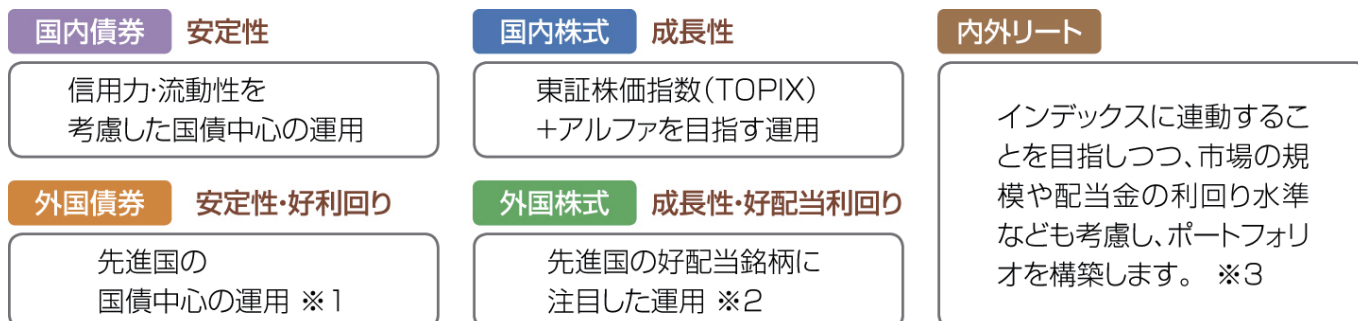 国内債券 安定性
信用力・流動性を
考慮した国債中心の運用
外国債券 安定性・好利回り
先進国の
国債中心の運用 ※1
国内株式 成長性
東証株価指数(TOPIX)
+アルファを目指す運用
外国株式 成長性・好配当利回り
先進国の好配当銘柄に
注目した運用 ※2
内外リート
インデックスに連動するこ
とを目指しつつ、市場の規
模や配当金の利回り水準
なども考慮し、ポートフォリ
オを構築します。 ※3